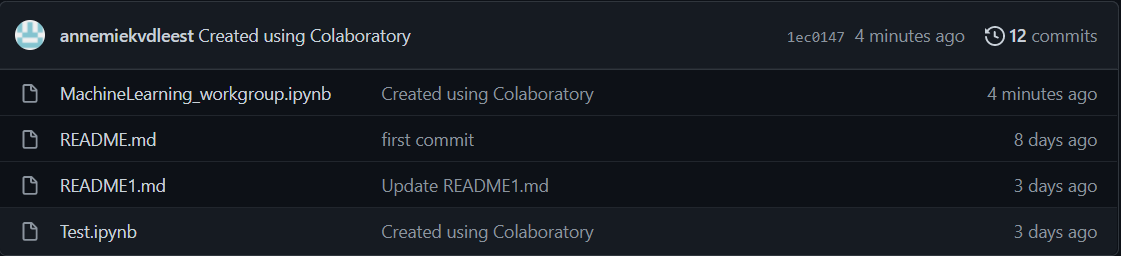 annemiekvdleest Created using Colaboratory 1ec0147 4 minutes ago 12 commits
MachineLearning_workgroup.ipynb Created using Colaboratory 4 minutes ago
README.md first commit 8 days ago
README1.md Update README1.md 3 days ago
Test.ipynb Created using Colaboratory 3 days ago